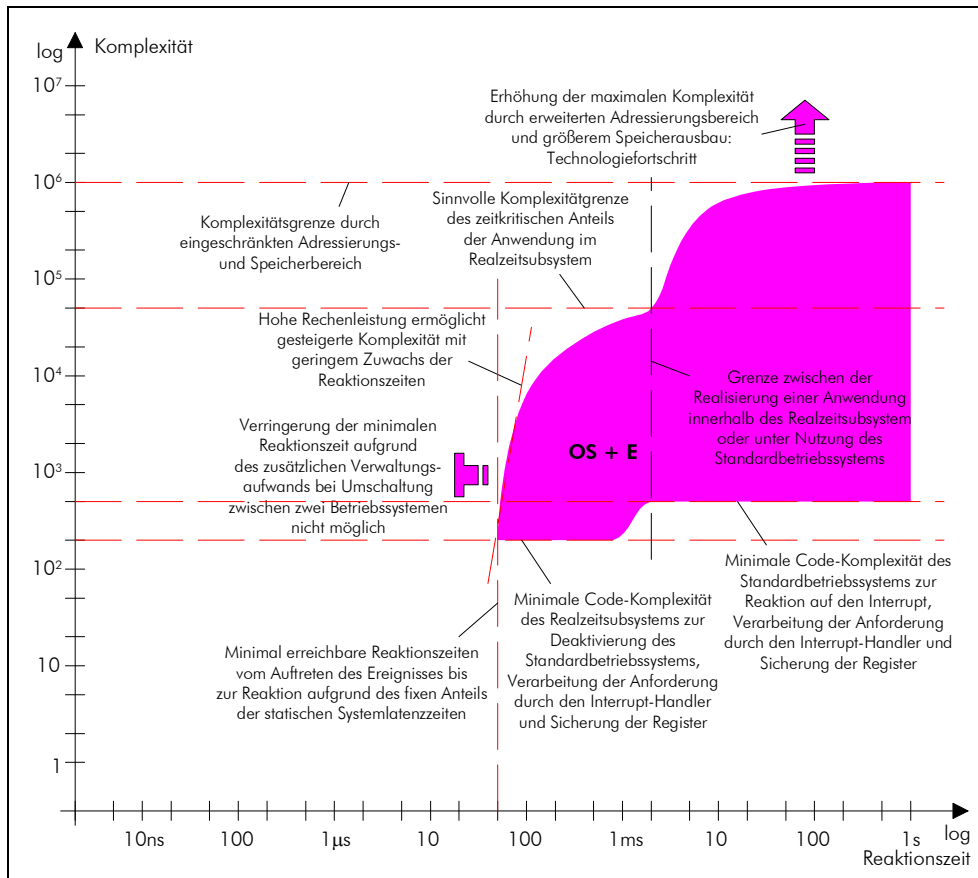 log
Komplexität
10⁷
10⁶
10⁵
10⁴
10³
10²
10
1
Erhöhung der maximalen Komplexität
durch erweiterten Adressierungsbereich
und größerem Speicherausbau:
Technologiefortschritt
Komplexitätsgrenze durch
eingeschränkten Adressierungs-
und Speicherbereich
Sinnvolle Komplexitätgrenze
des zeitkritischen Anteils
der Anwendung im
Realzeitsubsystem
Hohe Rechenleistung ermöglicht
gesteigerte Komplexität mit
geringem Zuwachs der
Reaktionszeiten
Grenze zwischen der
Realisierung einer Anwendung
innerhalb des Realzeitsubsystem
oder unter Nutzung des
Standardbetriebssystems
Verringerung der minimalen
Reaktionszeit aufgrund
des zusätzlichen Verwaltungs-
aufwands bei Umschaltung
zwischen zwei Betriebssystemen
nicht möglich
OS + E
Minimale Code-Komplexität des
Standardbetriebssystems zur
Reaktion auf den Interrupt,
Verarbeitung der Anforderung
durch den Interrupt-Handler und
Sicherung der Register
Minimale Code-Komplexität
des Realzeitsubsystems zur
Deaktivierung des
Standardbetriebssystems,
Verarbeitung der Anforderung
durch den Interrupt-Handler
und Sicherung der Register
Minimal erreichbare Reaktionszeiten
vom Auftreten des Ereignisses bis
zur Reaktion aufgrund des fixen Anteils
der statischen Systemlatenzzeiten
10ns 100 1µs 10 100 1ms 10 100 1s
log
Reaktionszeit